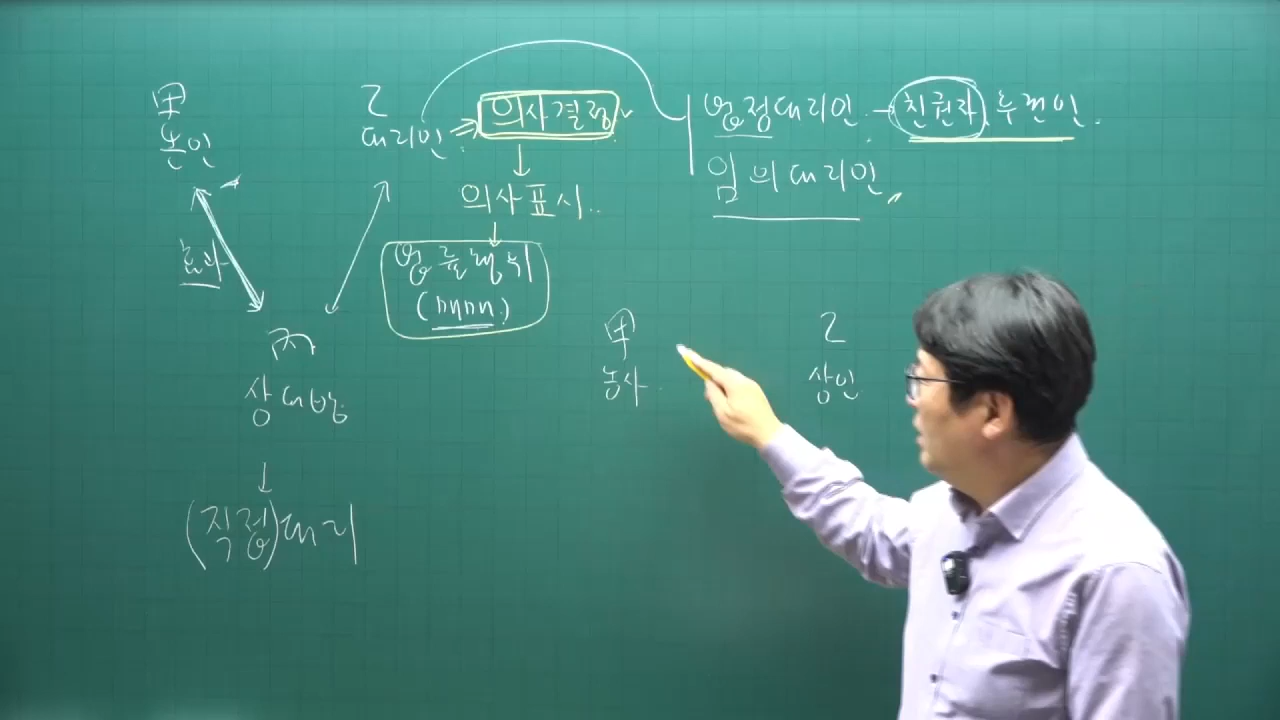 甲
본인
乙
대리인
의사결정
의사표시..
법률행위
(매매)
법정대리인 - 친권자, 후견인.
임의대리인
효과
丙
상대방
(직접)대리
甲
농사.
乙
상인